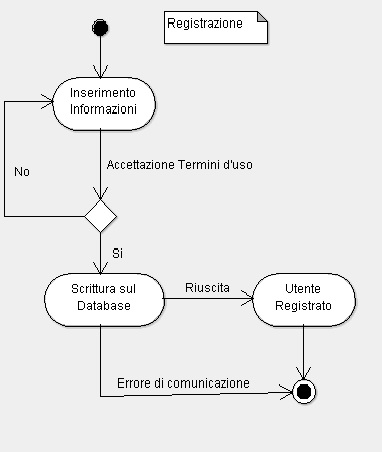 Registrazione
Inserimento
Informazioni
Accettazione Termini d'uso
No
Si
Scrittura sul
Database
Riuscita
Utente
Registrato
Errore di comunicazione